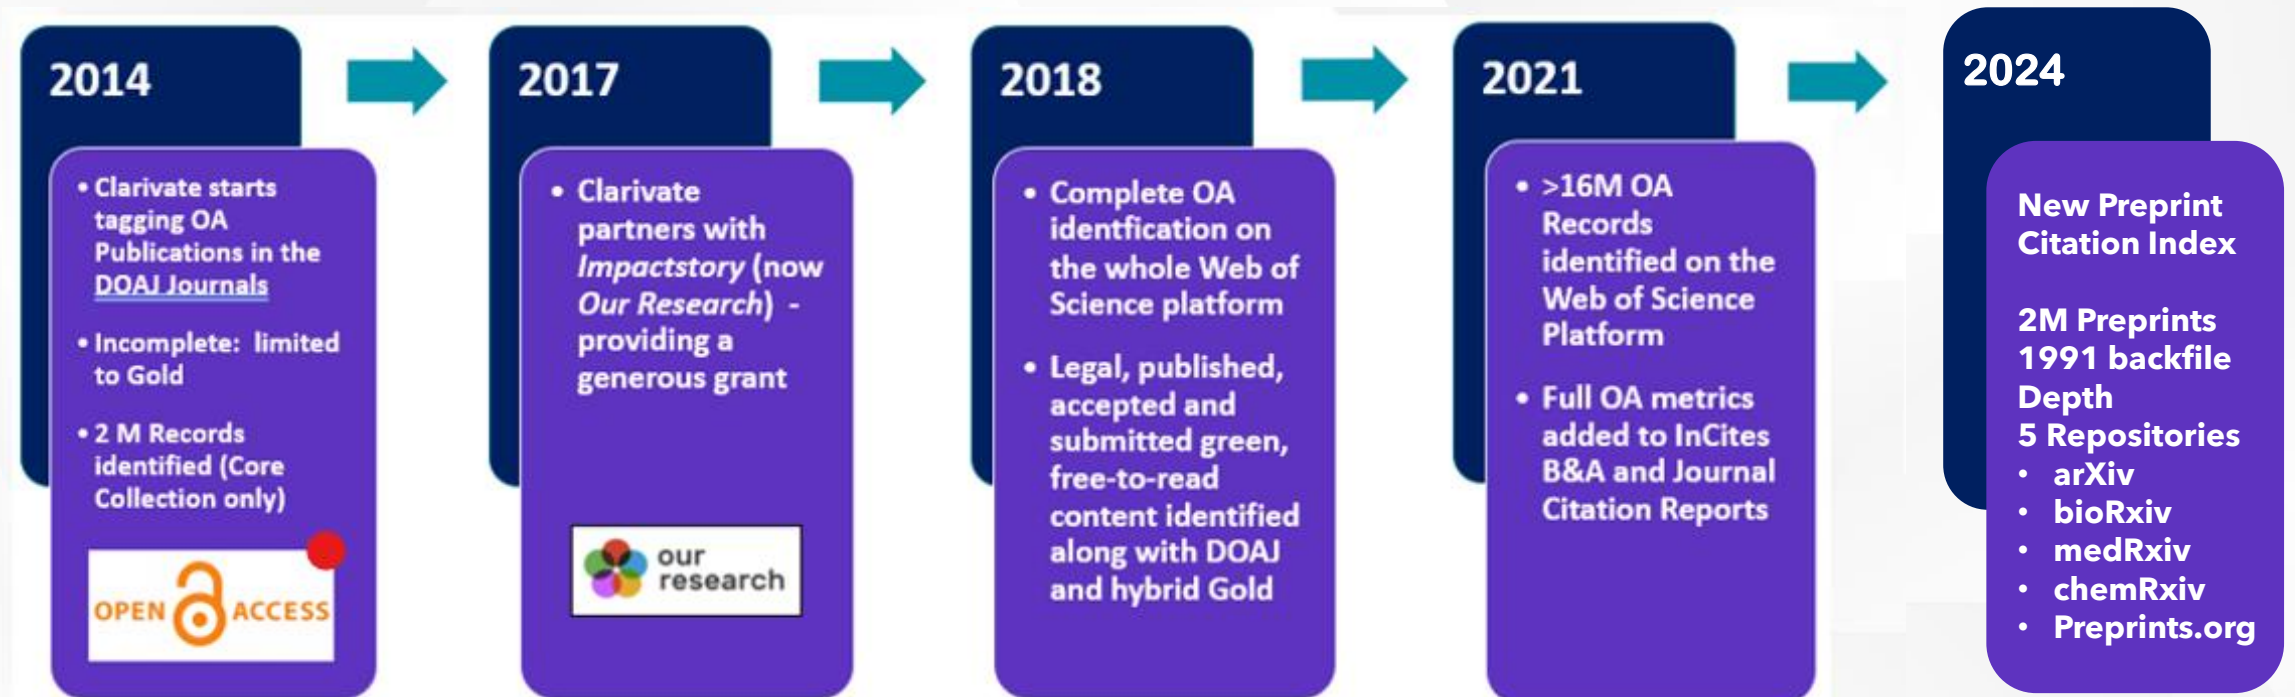 2014
• Clarivate starts
tagging OA
Publications in the
DOAJ Journals
• Incomplete: limited
to Gold
• 2 M Records
identified (Core
Collection only)
OPEN ACCESS
2017
• Clarivate
partners with
Impactstory (now
Our Research) -
providing a
generous grant
our
research
2018
• Complete OA
identfication on
the whole Web of
Science platform
• Legal, published,
accepted and
submitted green,
free-to-read
content identified
along with DOAJ
and hybrid Gold
2021
• >16M OA
Records
identified on the
Web of Science
Platform
• Full OA metrics
added to InCites
B&A and Journal
Citation Reports
2024
New Preprint
Citation Index
2M Preprints
1991 backfile
Depth
5 Repositories
• arXiv
• bioRxiv
• medRxiv
• chemRxiv
• Preprints.org